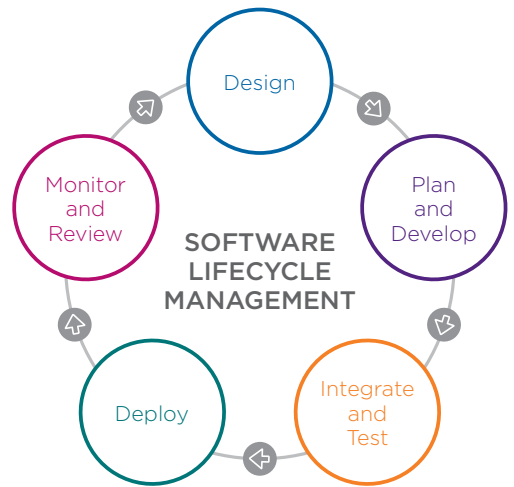 Design
Plan
and
Develop
Integrate
and
Test
Deploy
Monitor
and
Review
SOFTWARE
LIFECYCLE
MANAGEMENT